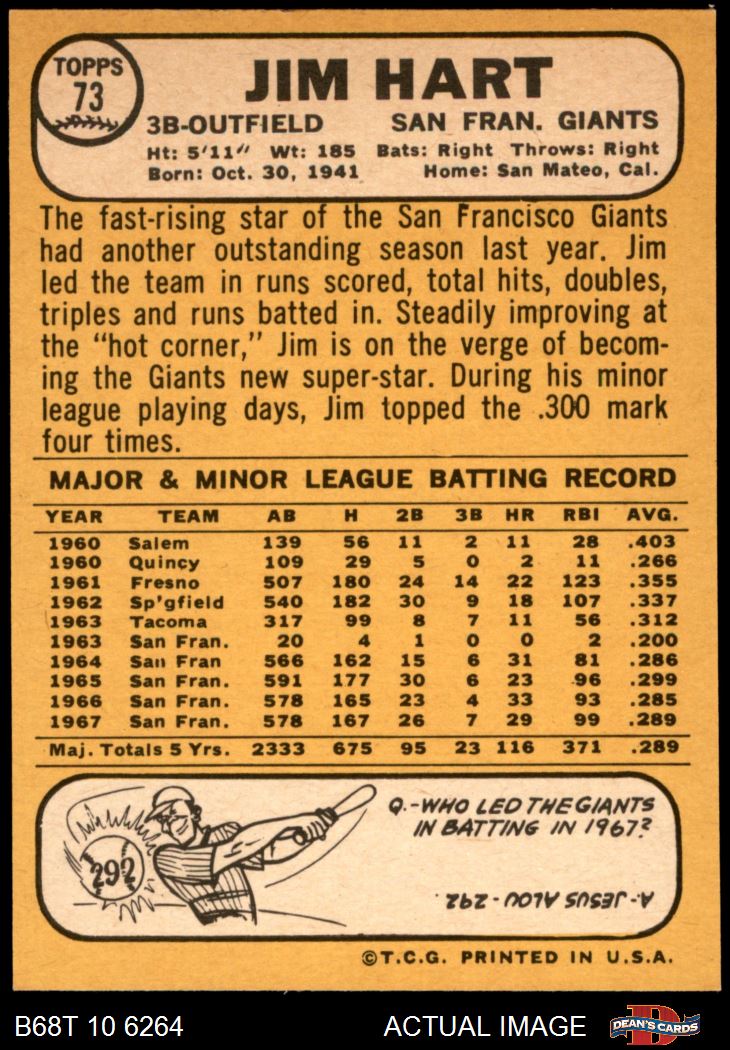 TOPPS
73
JIM HART
3B-OUTFIELD SAN FRAN. GIANTS
Ht: 5'11" Wt: 185 Bats: Right Throws: Right
Born: Oct. 30, 1941 Home: San Mateo, Cal.
The fast-rising star of the San Francisco Giants
had another outstanding season last year. Jim
led the team in runs scored, total hits, doubles,
triples and runs batted in. Steadily improving at
the "hot corner," Jim is on the verge of becom-
ing the Giants new super-star. During his minor
league playing days, Jim topped the .300 mark
four times.
MAJOR & MINOR LEAGUE BATTING RECORD
YEAR TEAM AB H 2B 3B HR RBI AVG.
1960 Salem 139 56 11 2 11 28 .403
1960 Quincy 109 29 5 0 2 11 .266
1961 Fresno 507 180 24 14 22 123 .355
1962 Sp'gfield 540 182 30 9 18 107 .337
1963 Tacoma 317 99 8 7 11 56 .312
1963 San Fran. 20 4 1 0 0 2 .200
1964 San Fran 566 162 15 6 31 81 .286
1965 San Fran. 591 177 30 6 23 96 .299
1966 San Fran. 578 165 23 4 33 93 .285
1967 San Fran. 578 167 26 7 29 99 .289
Maj. Totals 5 Yrs. 2333 675 95 23 116 371 .289
292
Q.-WHO LED THE GIANTS
IN BATTING IN 1967?
A- JESUS ALOU - 292.
©T.C.G. PRINTED IN U.S.A.
B68T 10 6264 ACTUAL IMAGE D DEAN'S CARDS